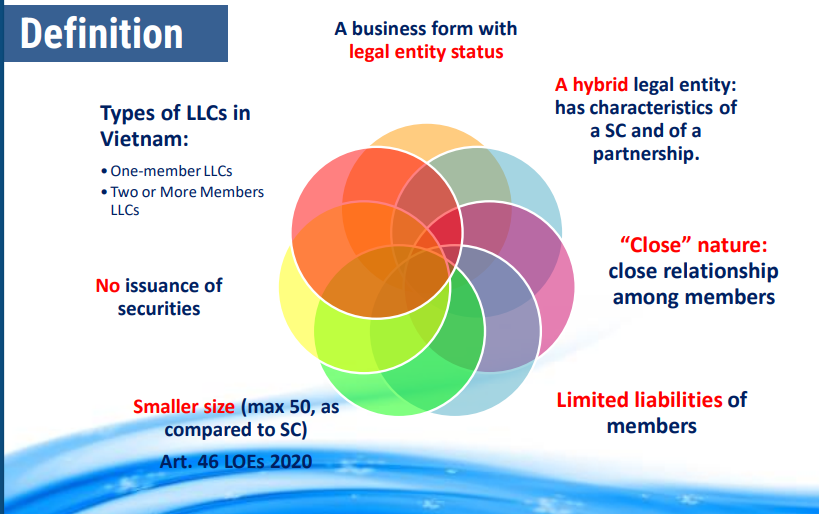 Definition
A business form with
legal entity status
A hybrid legal entity:
has characteristics of
a SC and of a
partnership.
“Close” nature:
close relationship
among members
Limited liabilities of
members
Smaller size (max 50, as
compared to SC)
Art. 46 LOEs 2020
No issuance of
securities
Types of LLCs in
Vietnam:
• One-member LLCs
• Two or More Members
LLCs